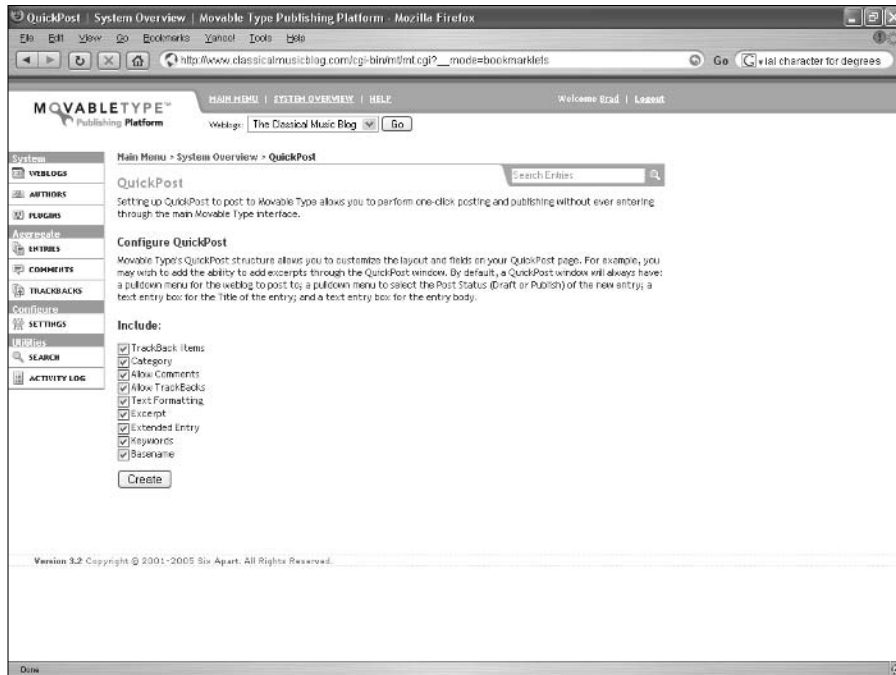 QuickPost | System Overview | Movable Type Publishing Platform - Mozilla Firefox
File Edit View Go Bookmarks Yahoo! Tools Help
http://www.classicalmusicblog.com/cgi-bin/mt/mt.cgi?__mode=bookmarklets Go ial character for degrees
MOVABLETYPE™
Publishing Platform
MAIN MENU | SYSTEM OVERVIEW | HELP Welcome Brad | Logout
Weblogs: The Classical Music Blog Go
System
WEBLOGS
AUTHORS
PLUGINS
Aggregate
ENTRIES
COMMENTS
TRACKBACKS
Configure
SETTINGS
Utilities
SEARCH
ACTIVITY LOG
Main Menu > System Overview > QuickPost
Search Entries
QuickPost
Setting up QuickPost to post to Movable Type allows you to perform one-click posting and publishing without ever entering
through the main Movable Type interface.
Configure QuickPost
Movable Type's QuickPost structure allows you to customize the layout and fields on your QuickPost page. For example, you
may wish to add the ability to add excerpts through the QuickPost window. By default, a QuickPost window will always have:
a pulldown menu for the weblog to post to; a pulldown menu to select the Post Status (Draft or Publish) of the new entry; a
text entry box for the Title of the entry; and a text entry box for the entry body.
Include:
TrackBack Items
Category
Allow Comments
Allow TrackBacks
Text Formatting
Excerpt
Extended Entry
Keywords
Basename
Create
Version 3.2 Copyright © 2001-2005 Six Apart. All Rights Reserved.
Done